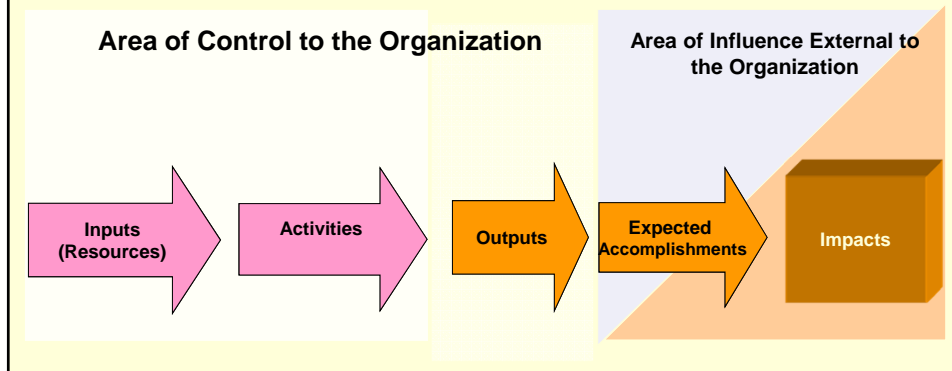 Area of Control to the Organization
Area of Influence External to
the Organization
Inputs
(Resources)
Activities
Outputs
Expected
Accomplishments
Impacts